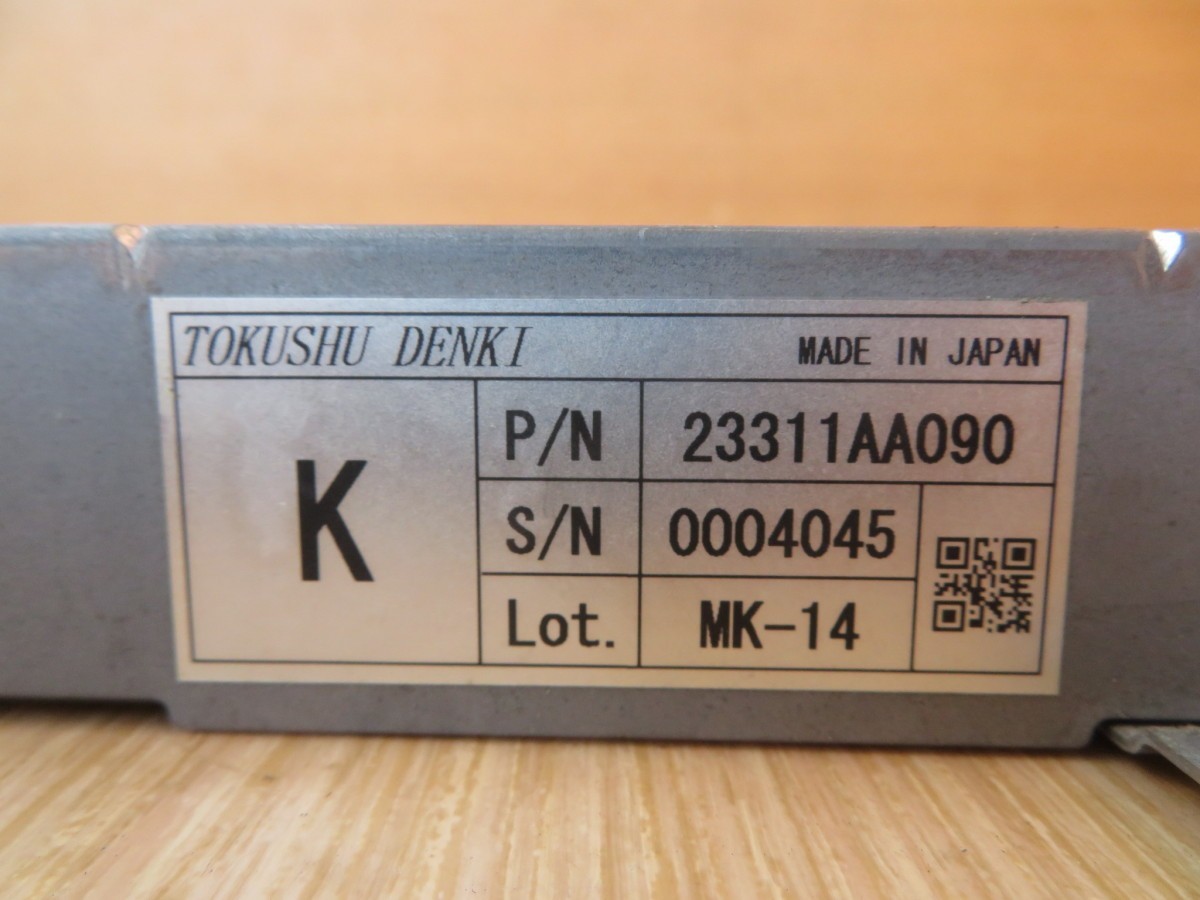 TOKUSHU DENKI MADE IN JAPAN
K
P/N 23311AA090
S/N 0004045
Lot. MK-14